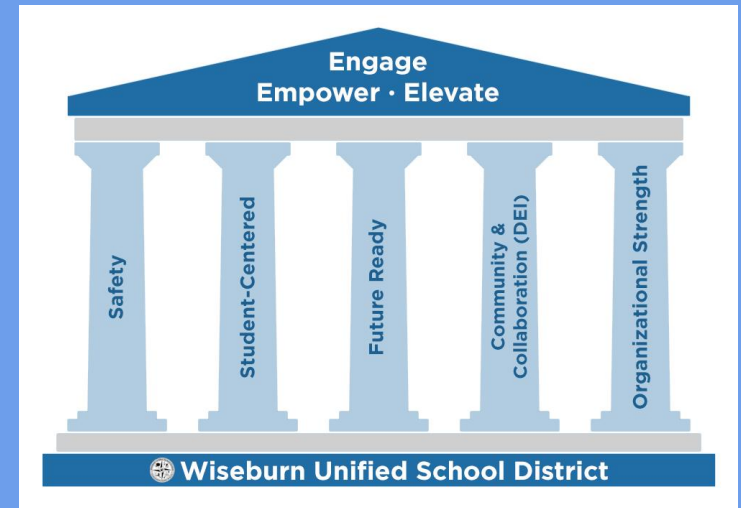 Engage
Empower · Elevate
Safety
Student-Centered
Future Ready
Community &
Collaboration (DEI)
Organizational Strength
Wiseburn Unified School District